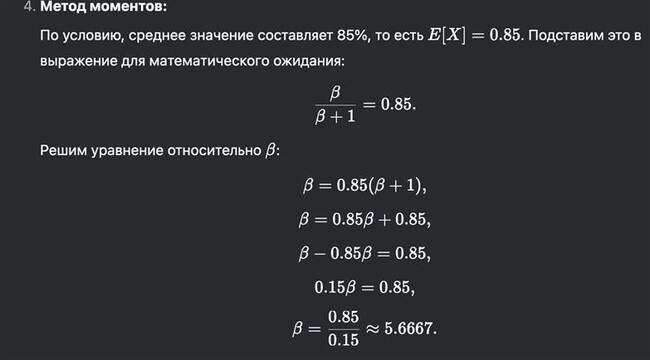 4. Метод моментов:
По условию, среднее значение составляет 85%, то есть E[X] = 0.85. Подставим это в
выражение для математического ожидания:
β/(β + 1) = 0.85.
Решим уравнение относительно β:
β = 0.85(β + 1),
β = 0.85β + 0.85,
β − 0.85β = 0.85,
0.15β = 0.85,
β = 0.85/0.15 ≈ 5.6667.